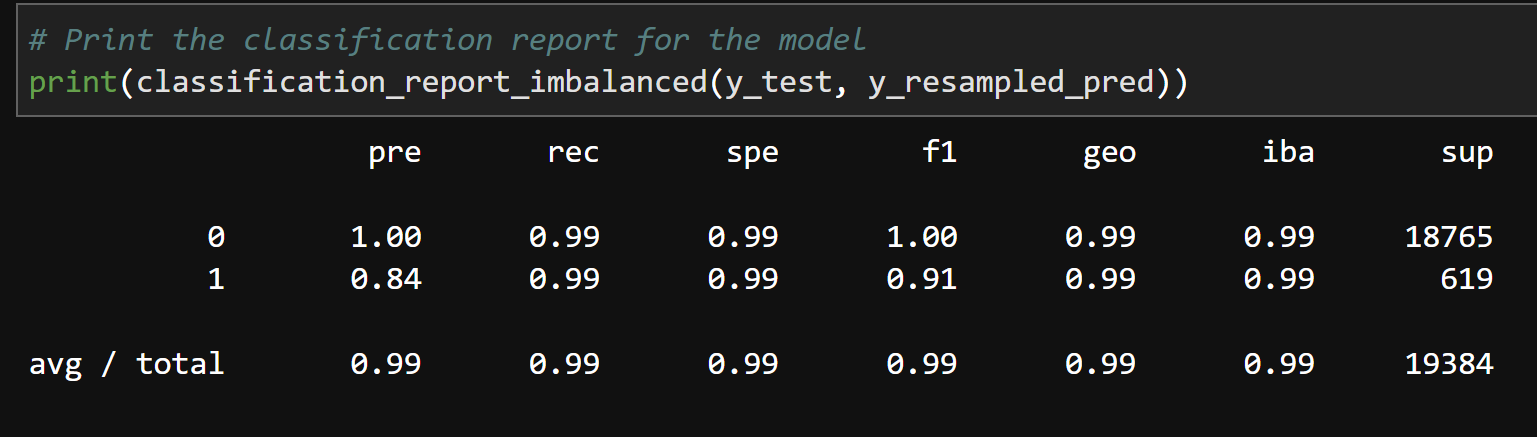 # Print the classification report for the model
print(classification_report_imbalanced(y_test, y_resampled_pred))
pre rec spe f1 geo iba sup
0 1.00 0.99 0.99 1.00 0.99 0.99 18765
1 0.84 0.99 0.99 0.91 0.99 0.99 619
avg / total 0.99 0.99 0.99 0.99 0.99 0.99 19384